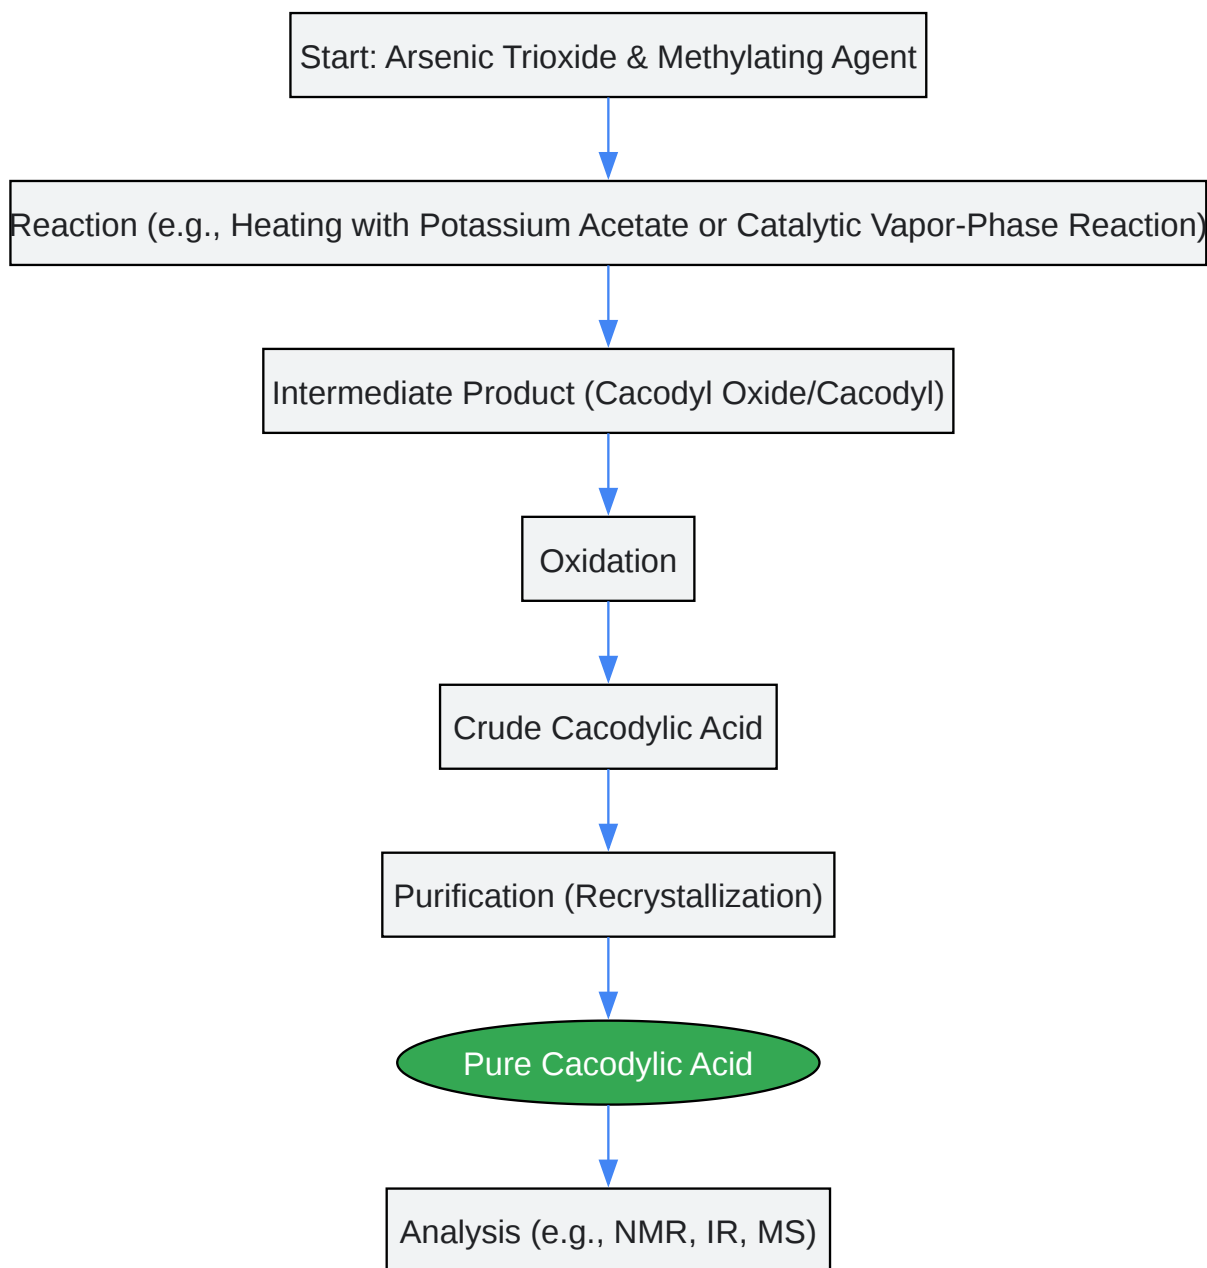 Start: Arsenic Trioxide & Methylating Agent
Reaction (e.g., Heating with Potassium Acetate or Catalytic Vapor-Phase Reaction)
Intermediate Product (Cacodyl Oxide/Cacodyl)
Oxidation
Crude Cacodylic Acid
Purification (Recrystallization)
Pure Cacodylic Acid
Analysis (e.g., NMR, IR, MS)